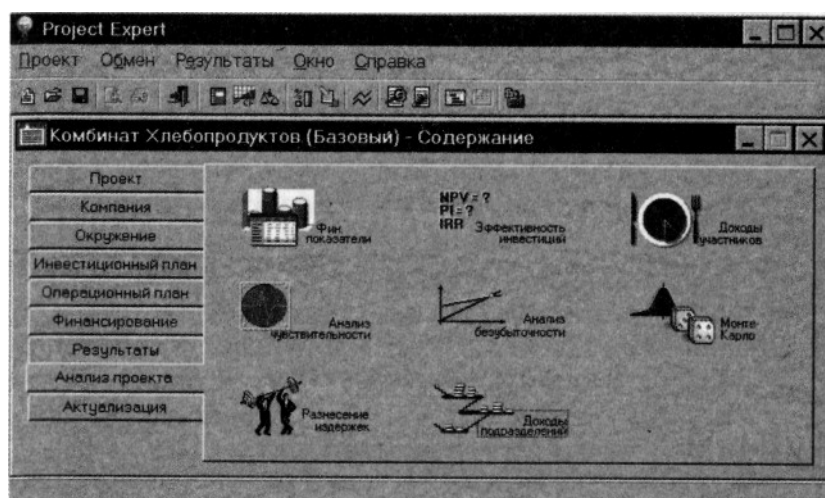 Project Expert
Проект Обмен Результаты Окно Справка
Комбинат Хлебопродуктов (Базовый) - Содержание
Проект
Компания
Окружение
Инвестиционный план
Операционный план
Финансирование
Результаты
Анализ проекта
Актуализация
Фин.
показатели
NPV = ?
PI = ?
IRR
Эффективность
инвестиций
Доходы
участников
Анализ
чувствительности
Анализ
безубыточности
Монте-
Карло
Разнесение
издержек
Доходы
подразделений